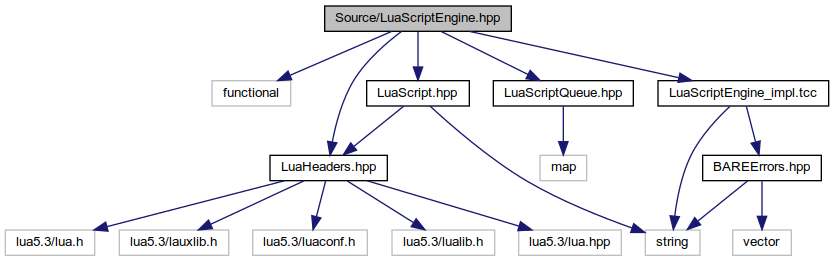 Source/LuaScriptEngine.hpp
functional
LuaScript.hpp
LuaScriptQueue.hpp
LuaScriptEngine_impl.tcc
LuaHeaders.hpp
map
BAREErrors.hpp
lua5.3/lua.h
lua5.3/lauxlib.h
lua5.3/luaconf.h
lua5.3/lualib.h
lua5.3/lua.hpp
string
vector